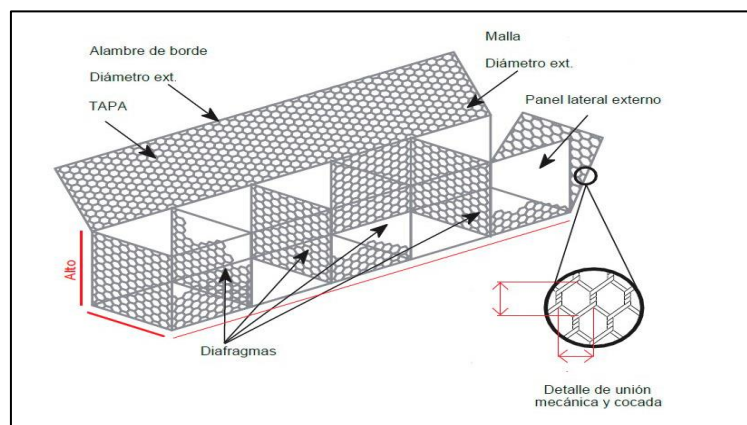 Alambre de borde
Diámetro ext.
TAPA
Malla
Diámetro ext.
Panel lateral externo
Alto
Diafragmas
Detalle de unión
mecánica y cocada